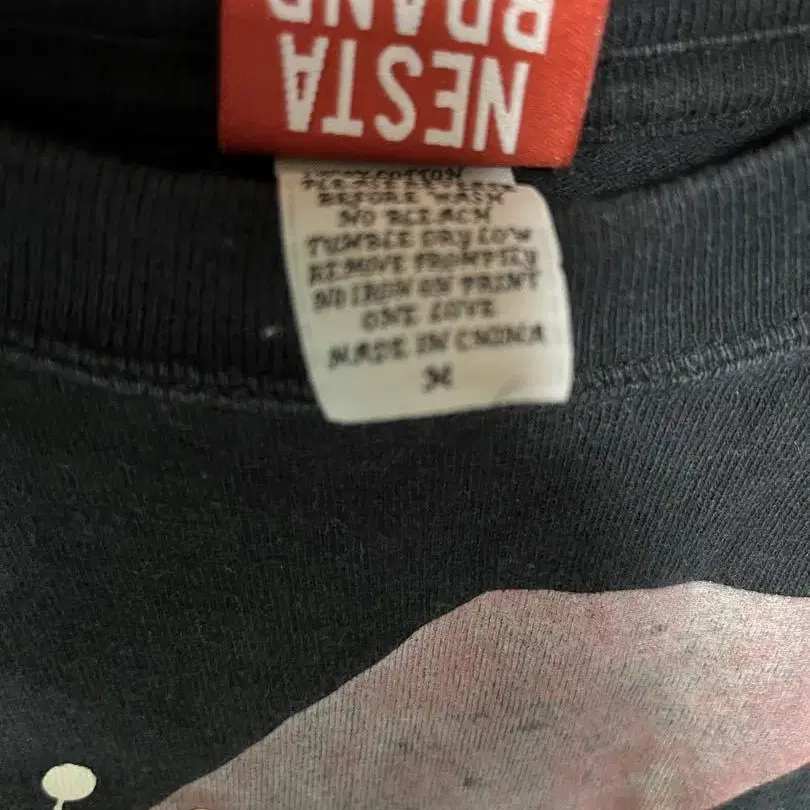 NESTA
BRAND
COTTON
BEFORE WASH
NO BLEACH
TUMBLE DRY LOW
REMOVE PROMPTLY
NO IRON ON PRINT
ONE LOVE
MADE IN CHINA
M